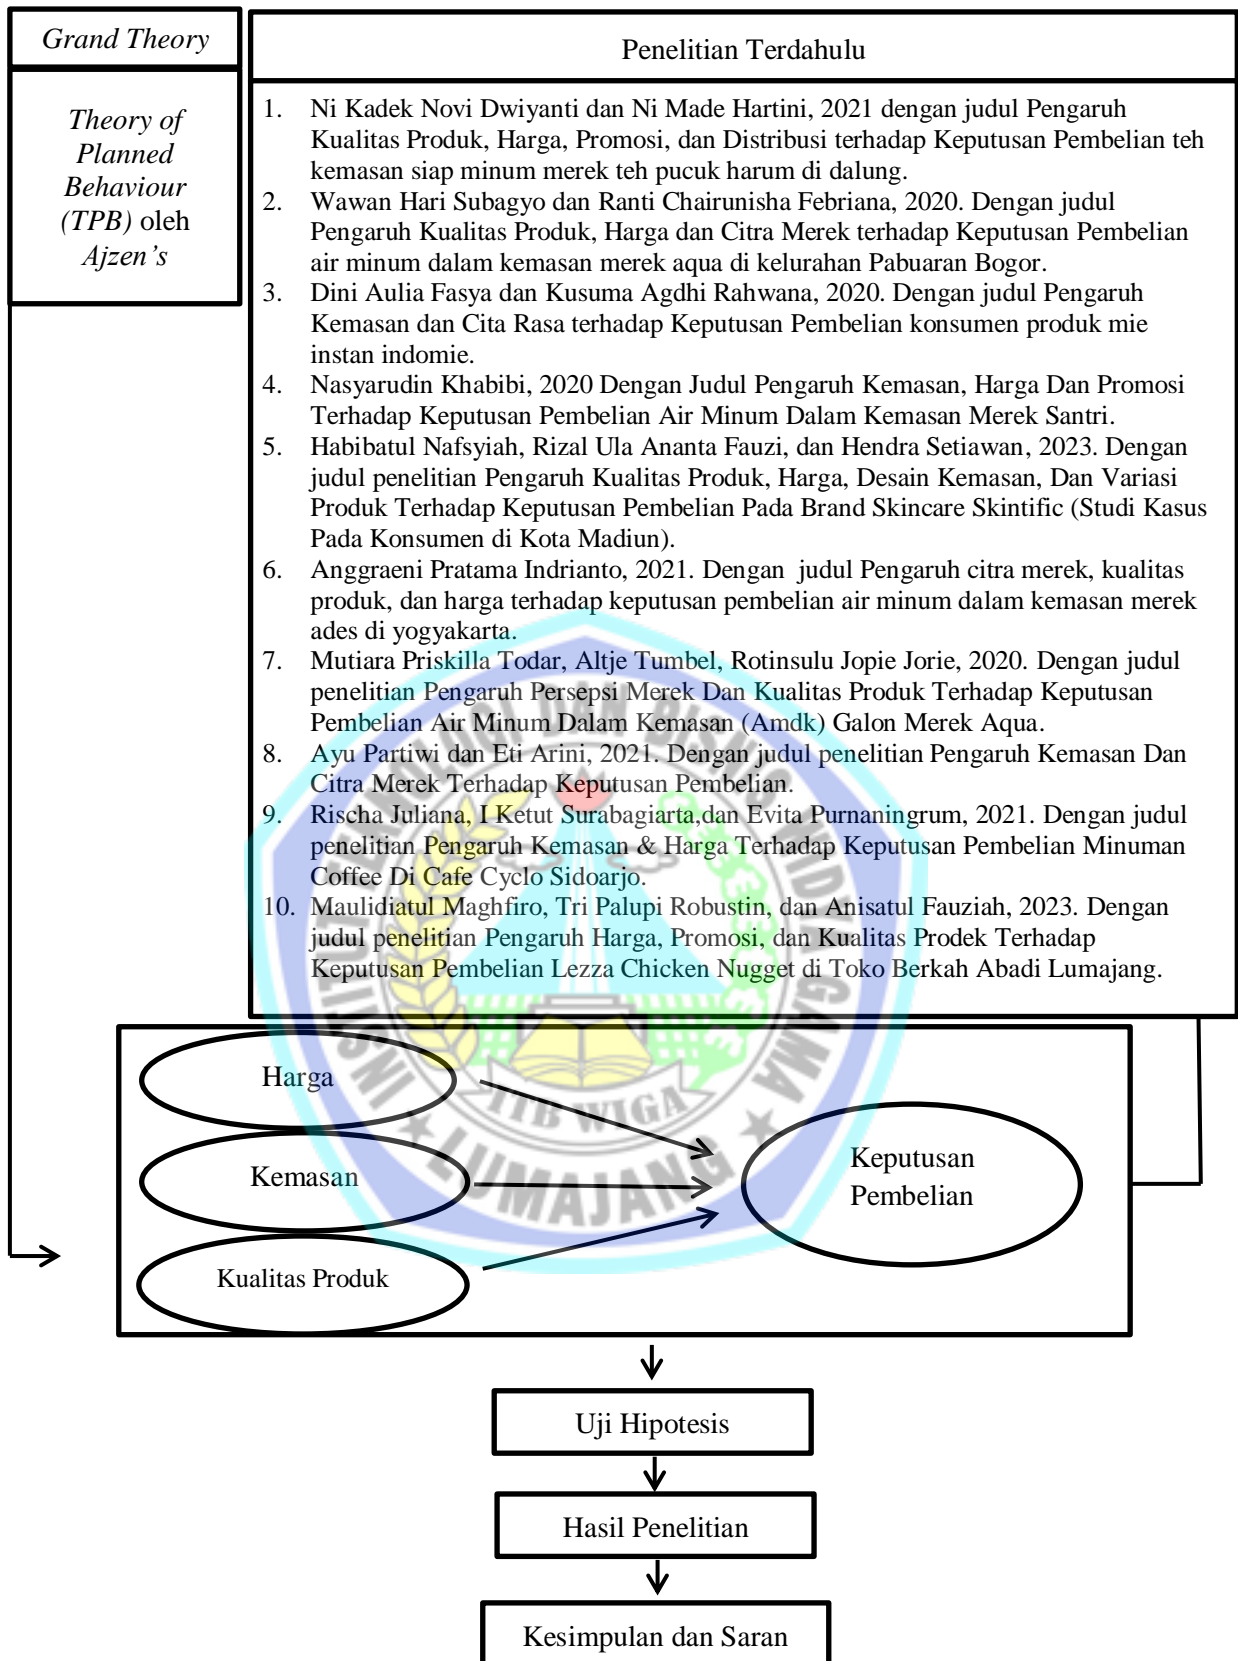 Grand Theory
Theory of
Planned
Behaviour
(TPB) oleh
Ajzen’s
Penelitian Terdahulu
1. Ni Kadek Novi Dwiyanti dan Ni Made Hartini, 2021 dengan judul Pengaruh
Kualitas Produk, Harga, Promosi, dan Distribusi terhadap Keputusan Pembelian teh
kemasan siap minum merek teh pucuk harum di dalung.
2. Wawan Hari Subagyo dan Ranti Chairunisha Febriana, 2020. Dengan judul
Pengaruh Kualitas Produk, Harga dan Citra Merek terhadap Keputusan Pembelian
air minum dalam kemasan merek aqua di kelurahan Pabuaran Bogor.
3. Dini Aulia Fasya dan Kusuma Agdhi Rahwana, 2020. Dengan judul Pengaruh
Kemasan dan Cita Rasa terhadap Keputusan Pembelian konsumen produk mie
instan indomie.
4. Nasyarudin Khabibi, 2020 Dengan Judul Pengaruh Kemasan, Harga Dan Promosi
Terhadap Keputusan Pembelian Air Minum Dalam Kemasan Merek Santri.
5. Habibatul Nafsyiah, Rizal Ula Ananta Fauzi, dan Hendra Setiawan, 2023. Dengan
judul penelitian Pengaruh Kualitas Produk, Harga, Desain Kemasan, Dan Variasi
Produk Terhadap Keputusan Pembelian Pada Brand Skincare Skintific (Studi Kasus
Pada Konsumen di Kota Madiun).
6. Anggraeni Pratama Indrianto, 2021. Dengan judul Pengaruh citra merek, kualitas
produk, dan harga terhadap keputusan pembelian air minum dalam kemasan merek
ades di yogyakarta.
7. Mutiara Priskilla Todar, Altje Tumbel, Rotinsulu Jopie Jorie, 2020. Dengan judul
penelitian Pengaruh Persepsi Merek Dan Kualitas Produk Terhadap Keputusan
Pembelian Air Minum Dalam Kemasan (Amdk) Galon Merek Aqua.
8. Ayu Partiwi dan Eti Arini, 2021. Dengan judul penelitian Pengaruh Kemasan Dan
Citra Merek Terhadap Keputusan Pembelian.
9. Rischa Juliana, I Ketut Surabagiarta,dan Evita Purnaningrum, 2021. Dengan judul
penelitian Pengaruh Kemasan & Harga Terhadap Keputusan Pembelian Minuman
Coffee Di Cafe Cyclo Sidoarjo.
10. Maulidiatul Maghfiro, Tri Palupi Robustin, dan Anisatul Fauziah, 2023. Dengan
judul penelitian Pengaruh Harga, Promosi, dan Kualitas Prodek Terhadap
Keputusan Pembelian Lezza Chicken Nugget di Toko Berkah Abadi Lumajang.
INSTITUT TEKNOLOGI DAN BISNIS WIDYA GAMA
ITB WIGA
LUMAJANG
Harga
Kemasan
Kualitas Produk
Keputusan
Pembelian
Uji Hipotesis
Hasil Penelitian
Kesimpulan dan Saran